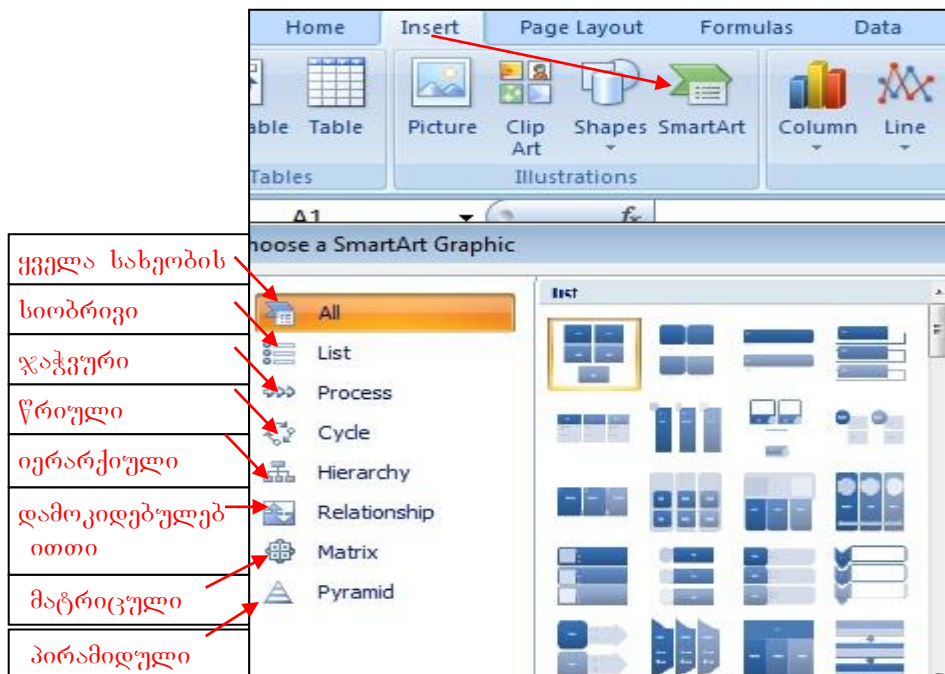 Home Insert Page Layout Formulas Data
able Table Picture Clip Art Shapes SmartArt Column Line
Tables Illustrations
A1 fx
hoose a SmartArt Graphic
ყველა სახეობის
სიობრივი
ჯაჭვური
წრიული
იერარქიული
დამოკიდებულებ
ითთი
მატრიცული
პირამიდული
All
List
Process
Cycle
Hierarchy
Relationship
Matrix
Pyramid
list